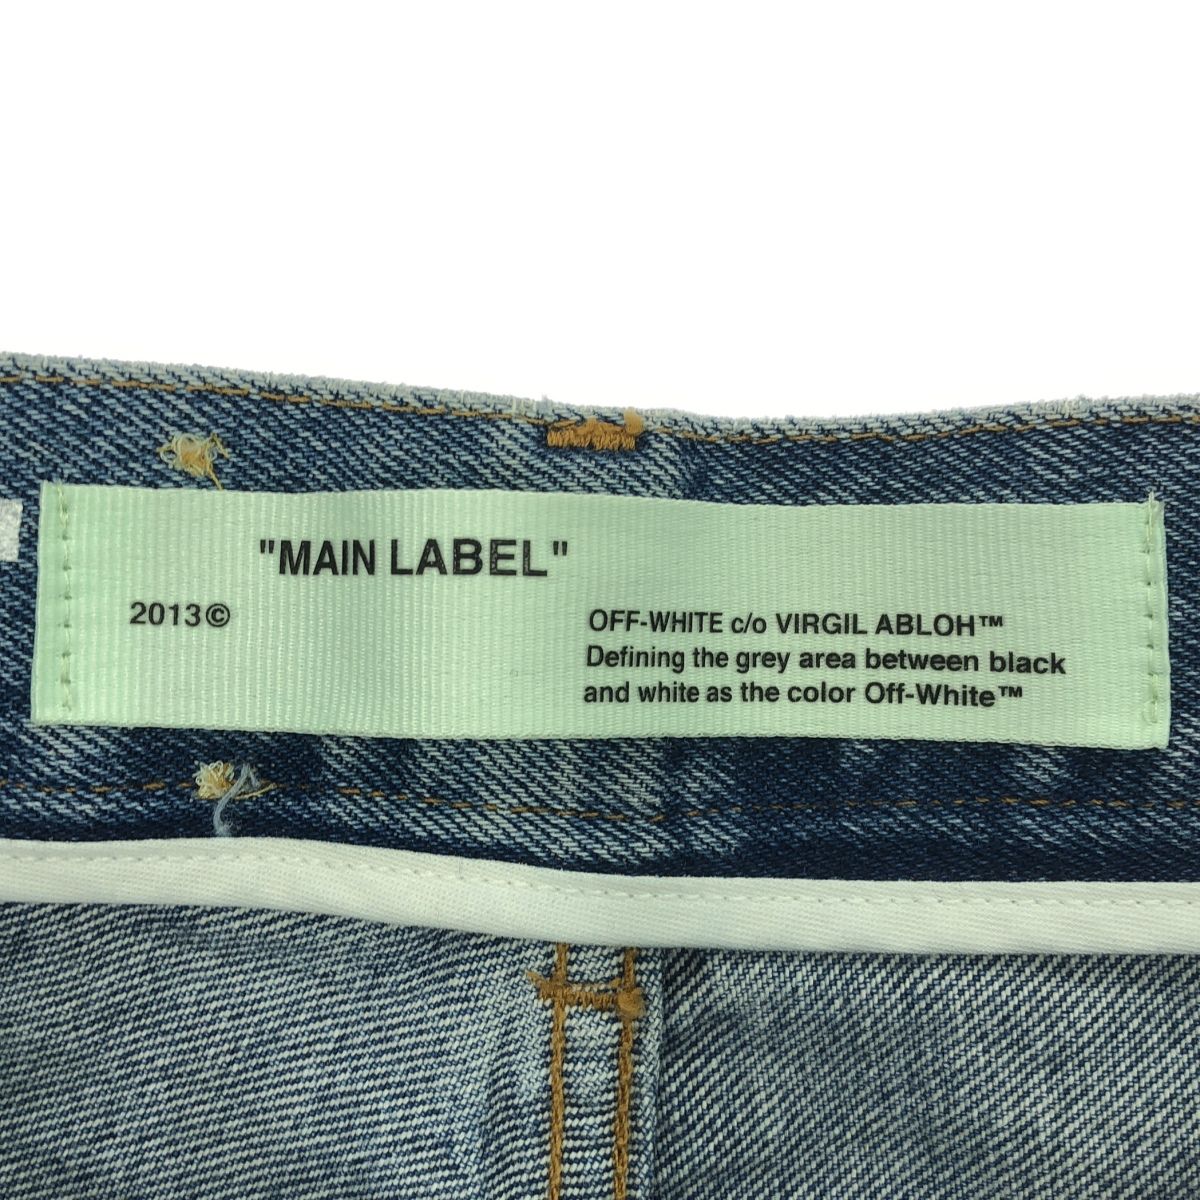 "MAIN LABEL"
2013©
OFF-WHITE c/o VIRGIL ABLOH™
Defining the grey area between black
and white as the color Off-White™